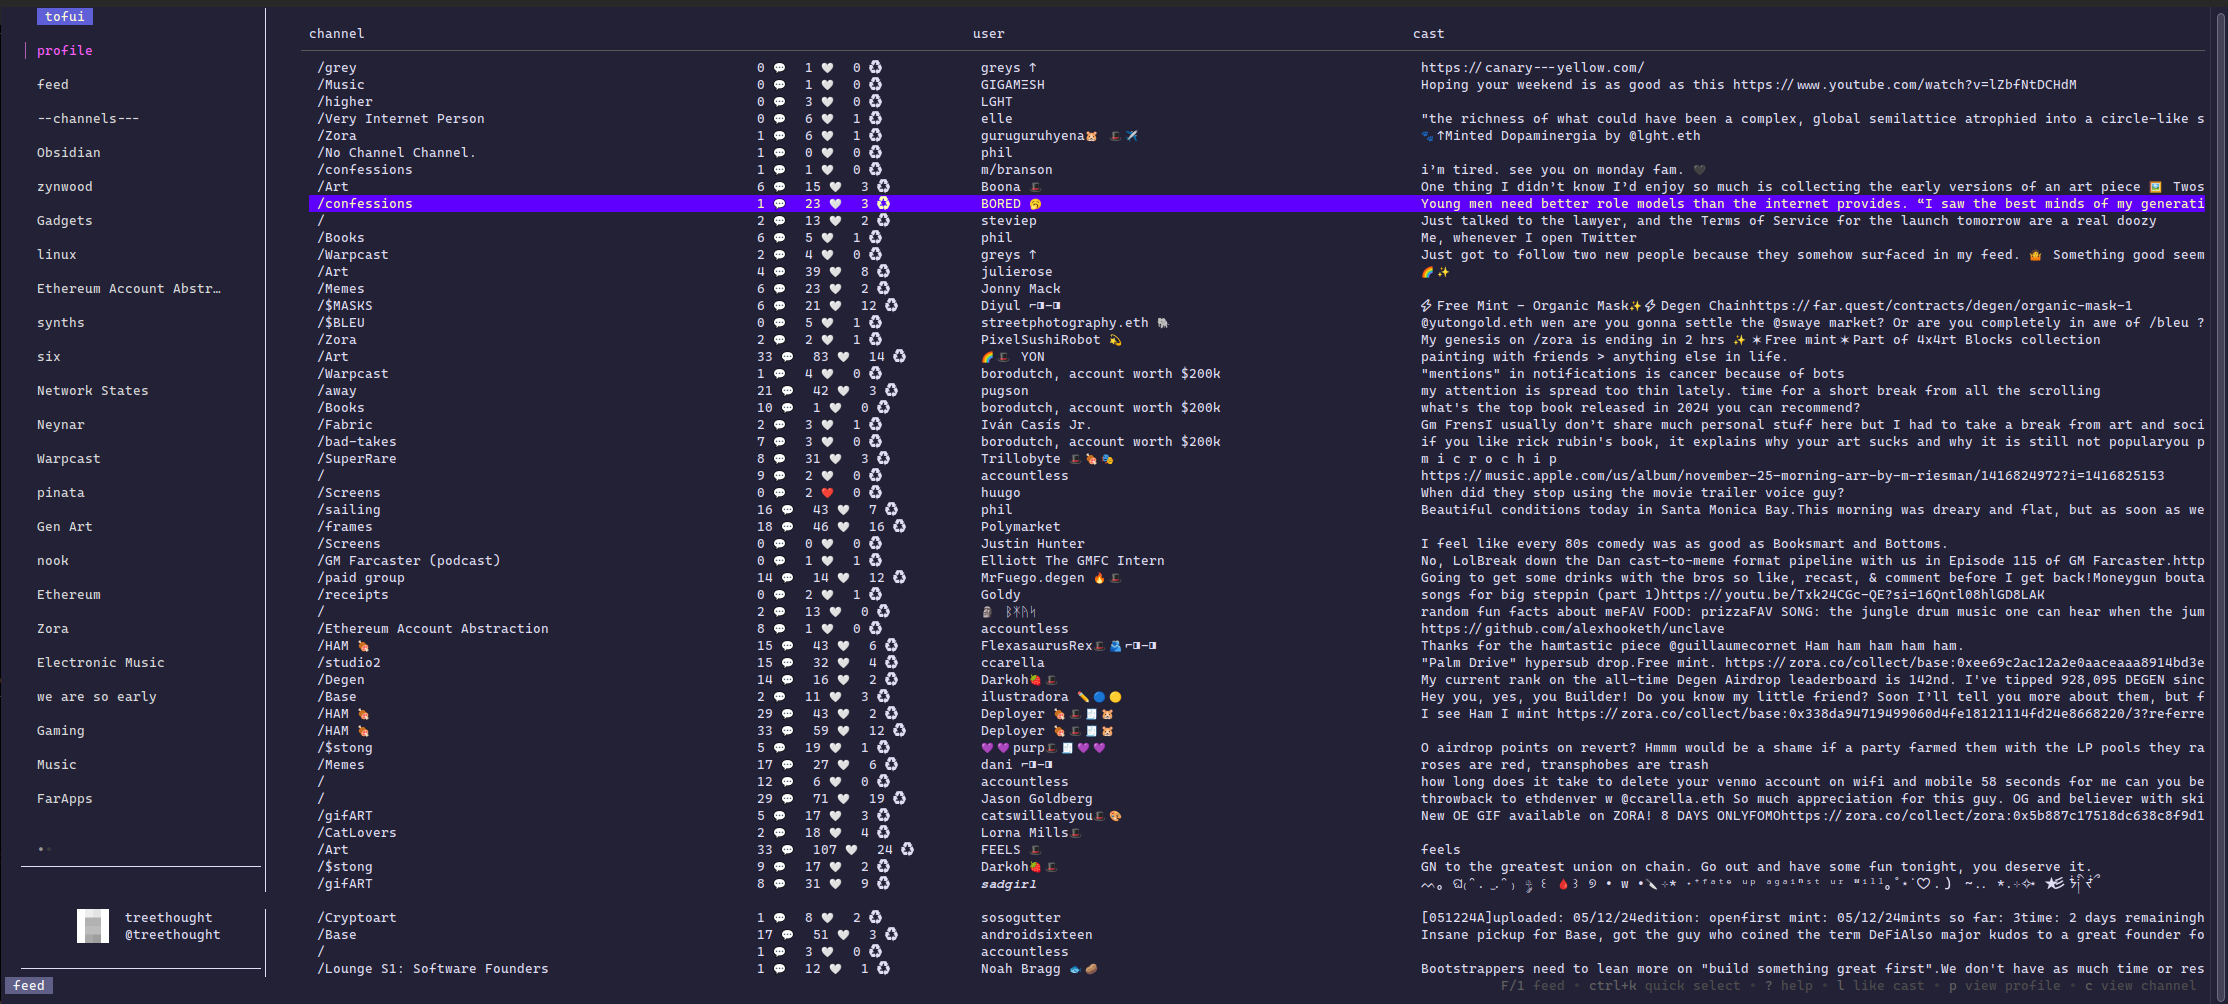 tofui
profile
feed
--channels---
Obsidian
zynwood
Gadgets
linux
Ethereum Account Abstr…
synths
six
Network States
Neynar
Warpcast
pinata
Gen Art
nook
Ethereum
Zora
Electronic Music
we are so early
Gaming
Music
FarApps
••
treethought
@treethought
feed
channel user cast
/grey 0 💬 1 🤍 0 ♻ greys ↑ https://canary---yellow.com/
/Music 0 💬 1 🤍 0 ♻ GIGAMΞSH Hoping your weekend is as good as this https://www.youtube.com/watch?v=lZbfNtDCHdM
/higher 0 💬 3 🤍 0 ♻ LGHT
/Very Internet Person 0 💬 6 🤍 1 ♻ elle "the richness of what could have been a complex, global semilattice atrophied into a circle-like s
/Zora 1 💬 6 🤍 1 ♻ guruguruhyena🐹 🎩✈️ 🐾↑Minted Dopaminergia by @lght.eth
/No Channel Channel. 1 💬 0 🤍 0 ♻ phil
/confessions 1 💬 1 🤍 0 ♻ m/branson i’m tired. see you on monday fam. 🖤
/Art 6 💬 15 🤍 3 ♻ Boona 🎩 One thing I didn’t know I’d enjoy so much is collecting the early versions of an art piece 🖼️ Twos
/confessions 1 💬 23 🤍 3 ♻ BORED 🥱 Young men need better role models than the internet provides. “I saw the best minds of my generati
/ 2 💬 13 🤍 2 ♻ steviep Just talked to the lawyer, and the Terms of Service for the launch tomorrow are a real doozy
/Books 6 💬 5 🤍 1 ♻ phil Me, whenever I open Twitter
/Warpcast 2 💬 4 🤍 0 ♻ greys ↑ Just got to follow two new people because they somehow surfaced in my feed. 🤷 Something good seem
/Art 4 💬 39 🤍 8 ♻ julierose 🌈✨
/Memes 6 💬 23 🤍 2 ♻ Jonny Mack
/$MASKS 6 💬 21 🤍 12 ♻ Diyul ⌐◨-◨ ⚡Free Mint - Organic Mask✨⚡Degen Chainhttps://far.quest/contracts/degen/organic-mask-1
/$BLEU 0 💬 5 🤍 1 ♻ streetphotography.eth 🐘 @yutongold.eth wen are you gonna settle the @swaye market? Or are you completely in awe of /bleu ?
/Zora 2 💬 2 🤍 1 ♻ PixelSushiRobot 💫 My genesis on /zora is ending in 2 hrs ✨ ✶Free mint✶Part of 4x4rt Blocks collection
/Art 33 💬 83 🤍 14 ♻ 🌈🎩 YON painting with friends > anything else in life.
/Warpcast 1 💬 4 🤍 0 ♻ borodutch, account worth $200k "mentions" in notifications is cancer because of bots
/away 21 💬 42 🤍 3 ♻ pugson my attention is spread too thin lately. time for a short break from all the scrolling
/Books 10 💬 1 🤍 0 ♻ borodutch, account worth $200k what's the top book released in 2024 you can recommend?
/Fabric 2 💬 3 🤍 1 ♻ Iván Casís Jr. Gm FrensI usually don’t share much personal stuff here but I had to take a break from art and soci
/bad-takes 7 💬 3 🤍 0 ♻ borodutch, account worth $200k if you like rick rubin's book, it explains why your art sucks and why it is still not popularyou p
/SuperRare 8 💬 31 🤍 3 ♻ Trillobyte 🎩🍖🎭 m i c r o c h i p
/ 9 💬 2 🤍 0 ♻ accountless https://music.apple.com/us/album/november-25-morning-arr-by-m-riesman/1416824972?i=1416825153
/Screens 0 💬 2 ❤️ 0 ♻ huugo When did they stop using the movie trailer voice guy?
/sailing 16 💬 43 🤍 7 ♻ phil Beautiful conditions today in Santa Monica Bay.This morning was dreary and flat, but as soon as we
/frames 18 💬 46 🤍 16 ♻ Polymarket
/Screens 0 💬 0 🤍 0 ♻ Justin Hunter I feel like every 80s comedy was as good as Booksmart and Bottoms.
/GM Farcaster (podcast) 0 💬 1 🤍 1 ♻ Elliott The GMFC Intern No, LolBreak down the Dan cast-to-meme format pipeline with us in Episode 115 of GM Farcaster.http
/paid group 14 💬 14 🤍 12 ♻ MrFuego.degen 🔥🎩 Going to get some drinks with the bros so like, recast, & comment before I get back!Moneygun bouta
/receipts 0 💬 2 🤍 1 ♻ Goldy songs for big steppin (part 1)https://youtu.be/Txk24CGc-QE?si=16Qntl08hlGD8LAK
/ 2 💬 13 🤍 0 ♻ 🗿 ᛒᛡᚢᛋ random fun facts about meFAV FOOD: prizzaFAV SONG: the jungle drum music one can hear when the jum
/Ethereum Account Abstraction 8 💬 1 🤍 0 ♻ accountless https://github.com/alexhooketh/unclave
/HAM 🍖 15 💬 43 🤍 6 ♻ FlexasaurusRex🎩🫂⌐◨-◨ Thanks for the hamtastic piece @guillaumecornet Ham ham ham ham ham.
/studio2 15 💬 32 🤍 4 ♻ ccarella "Palm Drive" hypersub drop.Free mint. https://zora.co/collect/base:0xee69c2ac12a2e0aaceaaa8914bd3e
/Degen 14 💬 16 🤍 2 ♻ Darkoh🍓🎩 My current rank on the all-time Degen Airdrop leaderboard is 142nd. I've tipped 928,095 DEGEN sinc
/Base 2 💬 11 🤍 3 ♻ ilustradora ✏️🔵🟡 Hey you, yes, you Builder! Do you know my little friend? Soon I’ll tell you more about them, but f
/HAM 🍖 29 💬 43 🤍 2 ♻ Deployer 🍖🎩🧾🐹 I see Ham I mint https://zora.co/collect/base:0x338da94719499060d4fe18121114fd24e8668220/3?referre
/HAM 🍖 33 💬 59 🤍 12 ♻ Deployer 🍖🎩🧾🐹
/$stong 5 💬 19 🤍 1 ♻ 💜💜purp🎩🧾💜💜 O airdrop points on revert? Hmmm would be a shame if a party farmed them with the LP pools they ra
/Memes 17 💬 27 🤍 6 ♻ dani ⌐◨-◨ roses are red, transphobes are trash
/ 12 💬 6 🤍 0 ♻ accountless how long does it take to delete your venmo account on wifi and mobile 58 seconds for me can you be
/ 29 💬 71 🤍 19 ♻ Jason Goldberg throwback to ethdenver w @ccarella.eth So much appreciation for this guy. OG and believer with ski
/gifART 5 💬 17 🤍 3 ♻ catswilleatyou🎩🎨 New OE GIF available on ZORA! 8 DAYS ONLYFOMOhttps://zora.co/collect/zora:0x5b887c17518dc638c8f9d1
/CatLovers 2 💬 18 🤍 4 ♻ Lorna Mills🎩
/Art 33 💬 107 🤍 24 ♻ FEELS 🎩 feels
/$stong 9 💬 17 🤍 2 ♻ Darkoh🍓🎩 GN to the greatest union on chain. Go out and have some fun tonight, you deserve it.
/gifART 8 💬 31 🤍 9 ♻ 𝙨𝙖𝙙𝙜𝙞𝙧𝙡 ᶠᵃᵗᵉ ᵘᵖ ᵃᵍᵃⁱⁿˢᵗ ᵘʳ ʷⁱˡˡ
/Cryptoart 1 💬 8 🤍 2 ♻ sosogutter [051224A]uploaded: 05/12/24edition: openfirst mint: 05/12/24mints so far: 3time: 2 days remainingh
/Base 17 💬 51 🤍 3 ♻ androidsixteen Insane pickup for Base, got the guy who coined the term DeFiAlso major kudos to a great founder fo
/ 1 💬 3 🤍 0 ♻ accountless
/Lounge S1: Software Founders 1 💬 12 🤍 1 ♻ Noah Bragg 🐟🥔 Bootstrappers need to lean more on "build something great first".We don't have as much time or res
F/1 feed • ctrl+k quick select • ? help • l like cast • p view profile • c view channel